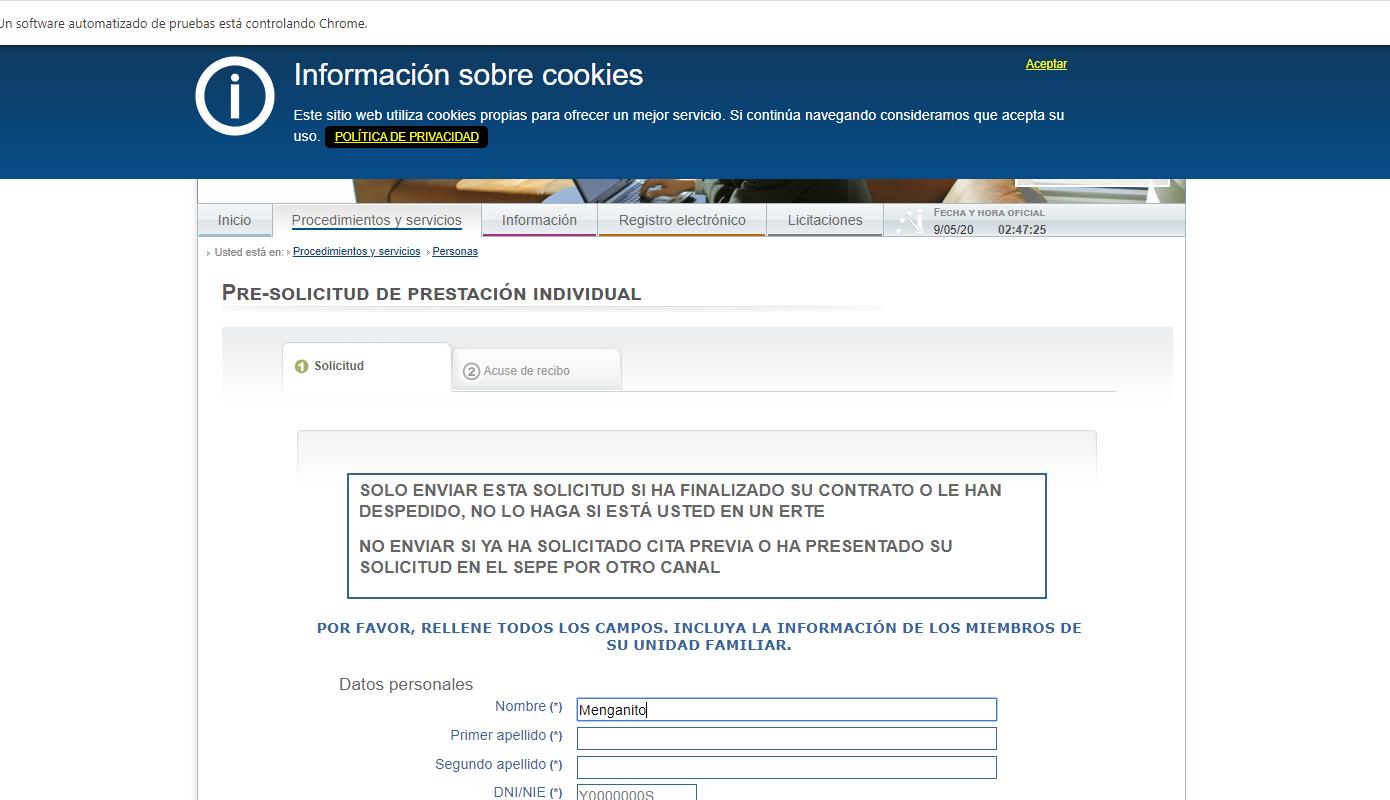 Un software automatizado de pruebas está controlando Chrome.
Información sobre cookies
Aceptar
Este sitio web utiliza cookies propias para ofrecer un mejor servicio. Si continúa navegando consideramos que acepta su
uso. POLÍTICA DE PRIVACIDAD
Inicio Procedimientos y servicios Información Registro electrónico Licitaciones
FECHA Y HORA OFICIAL
9/05/20 02:47:25
Usted está en: Procedimientos y servicios Personas
PRE-SOLICITUD DE PRESTACIÓN INDIVIDUAL
1 Solicitud
2 Acuse de recibo
SOLO ENVIAR ESTA SOLICITUD SI HA FINALIZADO SU CONTRATO O LE HAN
DESPEDIDO, NO LO HAGA SI ESTÁ USTED EN UN ERTE
NO ENVIAR SI YA HA SOLICITADO CITA PREVIA O HA PRESENTADO SU
SOLICITUD EN EL SEPE POR OTRO CANAL
POR FAVOR, RELLENE TODOS LOS CAMPOS. INCLUYA LA INFORMACIÓN DE LOS MIEMBROS DE
SU UNIDAD FAMILIAR.
Datos personales
Nombre (*) Menganito
Primer apellido (*)
Segundo apellido (*)
DNI/NIE (*) Y0000000S